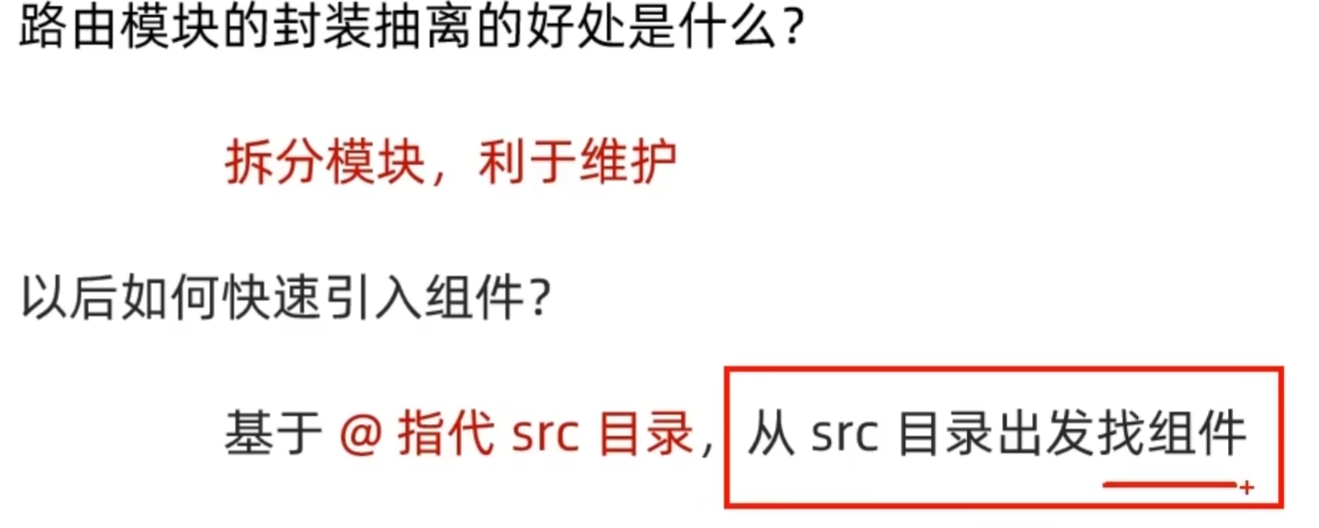 路由模块的封装抽离的好处是什么?
拆分模块，利于维护
以后如何快速引入组件?
基于 @ 指代 src 目录，从 src 目录出发找组件